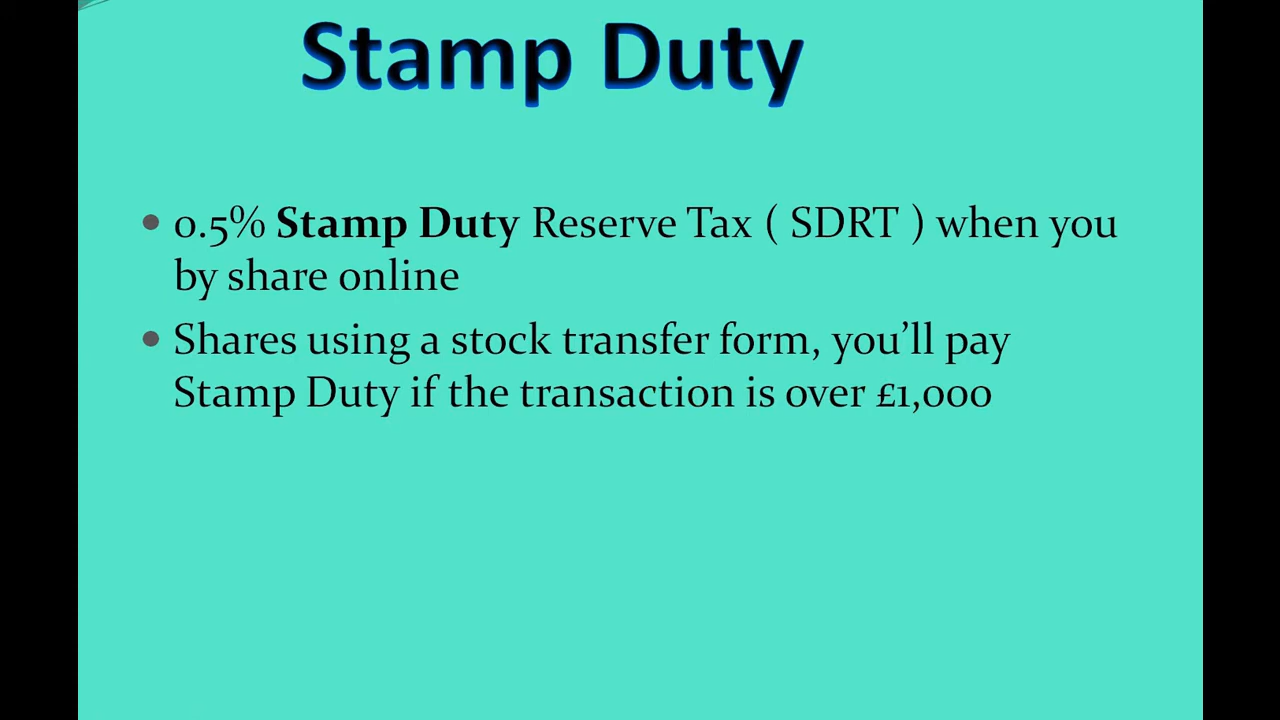 Stamp Duty
• 0.5% Stamp Duty Reserve Tax ( SDRT ) when you
by share online
• Shares using a stock transfer form, you’ll pay
Stamp Duty if the transaction is over £1,000